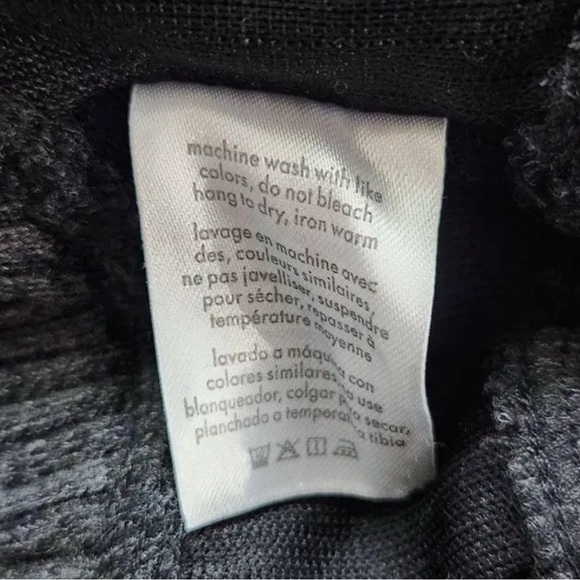 machine wash with like
colors, do not bleach
hang to dry, iron warm
lavage en machine avec
des, couleurs similaires,
ne pas javelliser, suspendre
pour sécher, repasser à
température moyenne
lavado a máquina con
colores similares no use
blanqueador, colgar para secar,
planchado a temperatura tibia